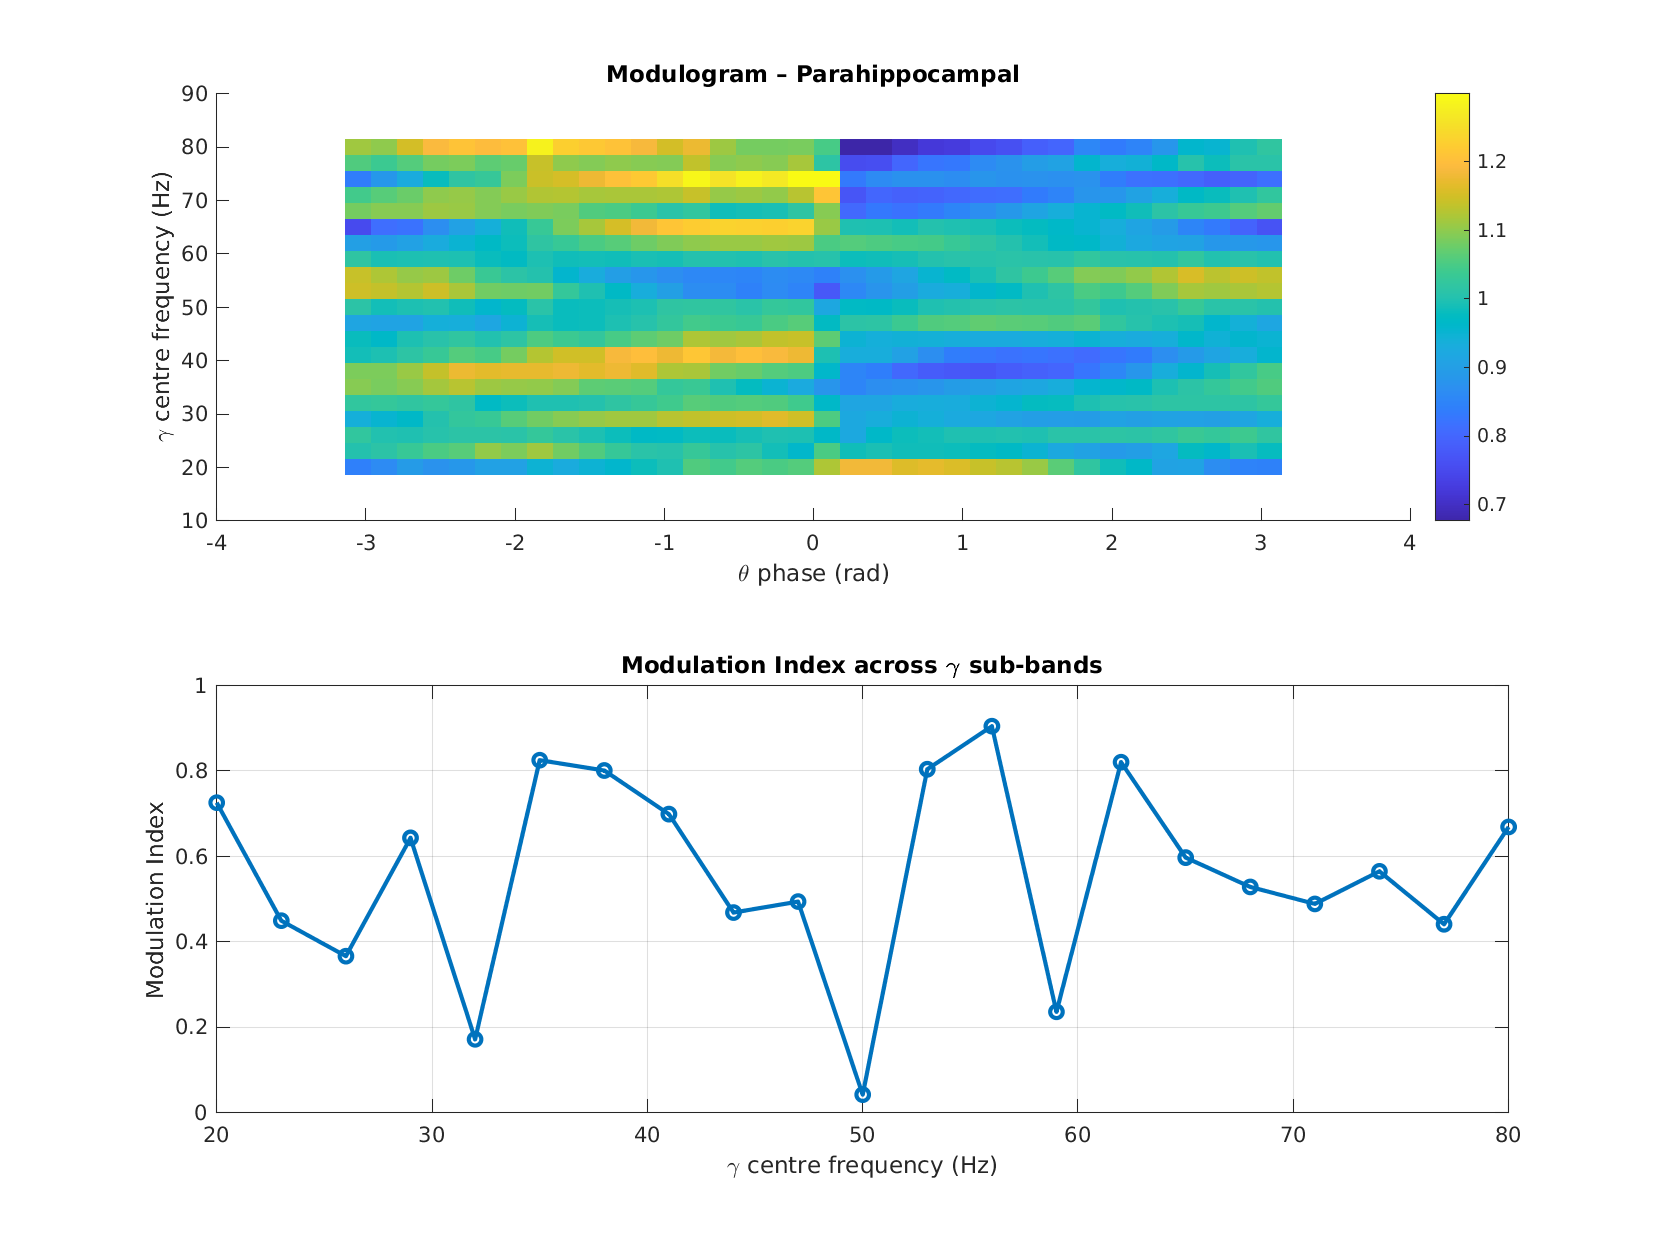 Modulogram – Parahippocampal
90
80
70
60
50
40
30
20
10
γ centre frequency (Hz)
-4 -3 -2 -1 0 1 2 3 4
θ phase (rad)
1.2
1.1
1
0.9
0.8
0.7
Modulation Index across γ sub-bands
1
0.8
0.6
0.4
0.2
0
Modulation Index
20 30 40 50 60 70 80
γ centre frequency (Hz)